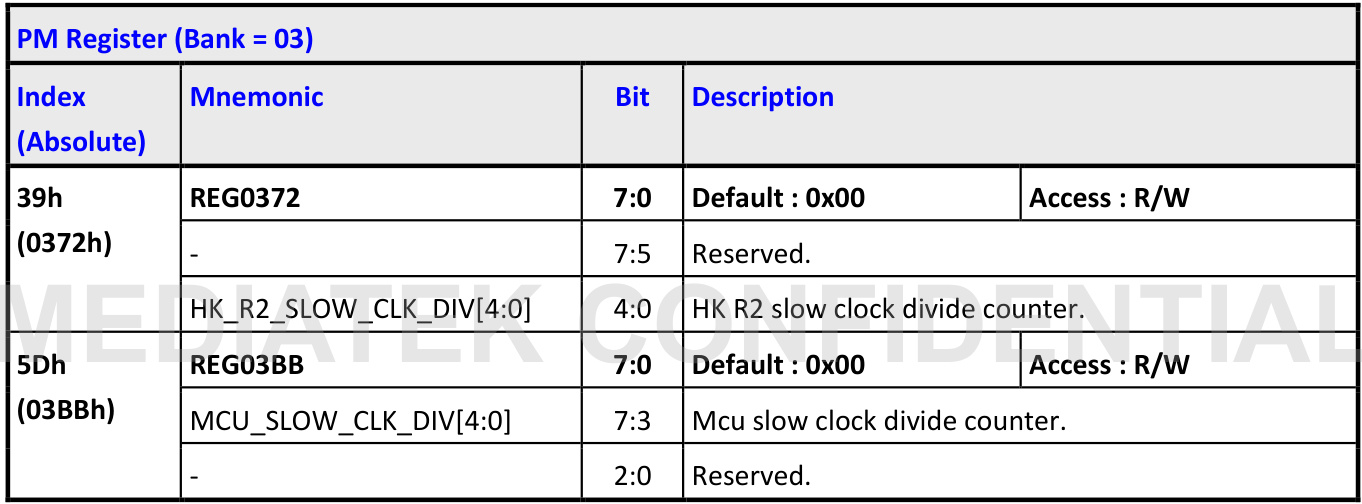 PM Register (Bank = 03)
Index (Absolute) Mnemonic Bit Description
39h (0372h) REG0372 7:0 Default : 0x00 Access : R/W
- 7:5 Reserved.
HK_R2_SLOW_CLK_DIV[4:0] 4:0 HK R2 slow clock divide counter.
MEDIATEK CONFIDENTIAL
5Dh (03BBh) REG03BB 7:0 Default : 0x00 Access : R/W
MCU_SLOW_CLK_DIV[4:0] 7:3 Mcu slow clock divide counter.
- 2:0 Reserved.